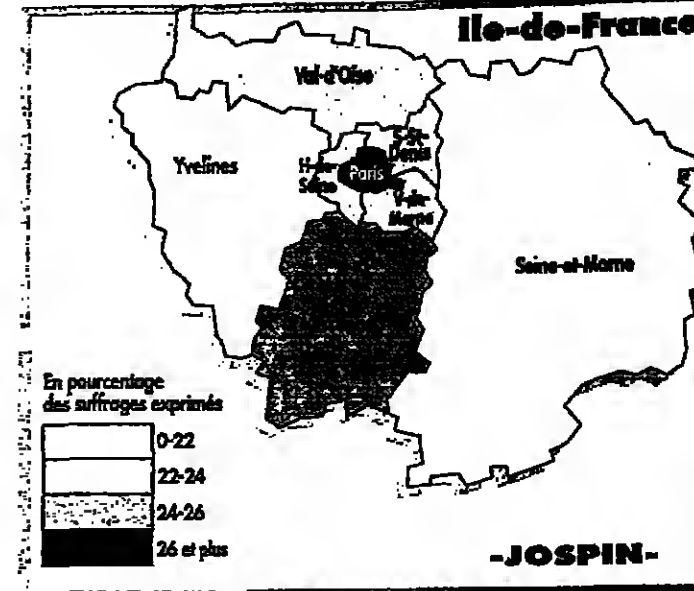 Ile-de-France
Val-d'Oise
S-St-
Denis
Yvelines
H-de-
Seine
Paris
V-de-
Marne
Seine-et-Marne
En pourcentage
des suffrages exprimés
0-22
22-24
24-26
26 et plus
-JOSPIN-